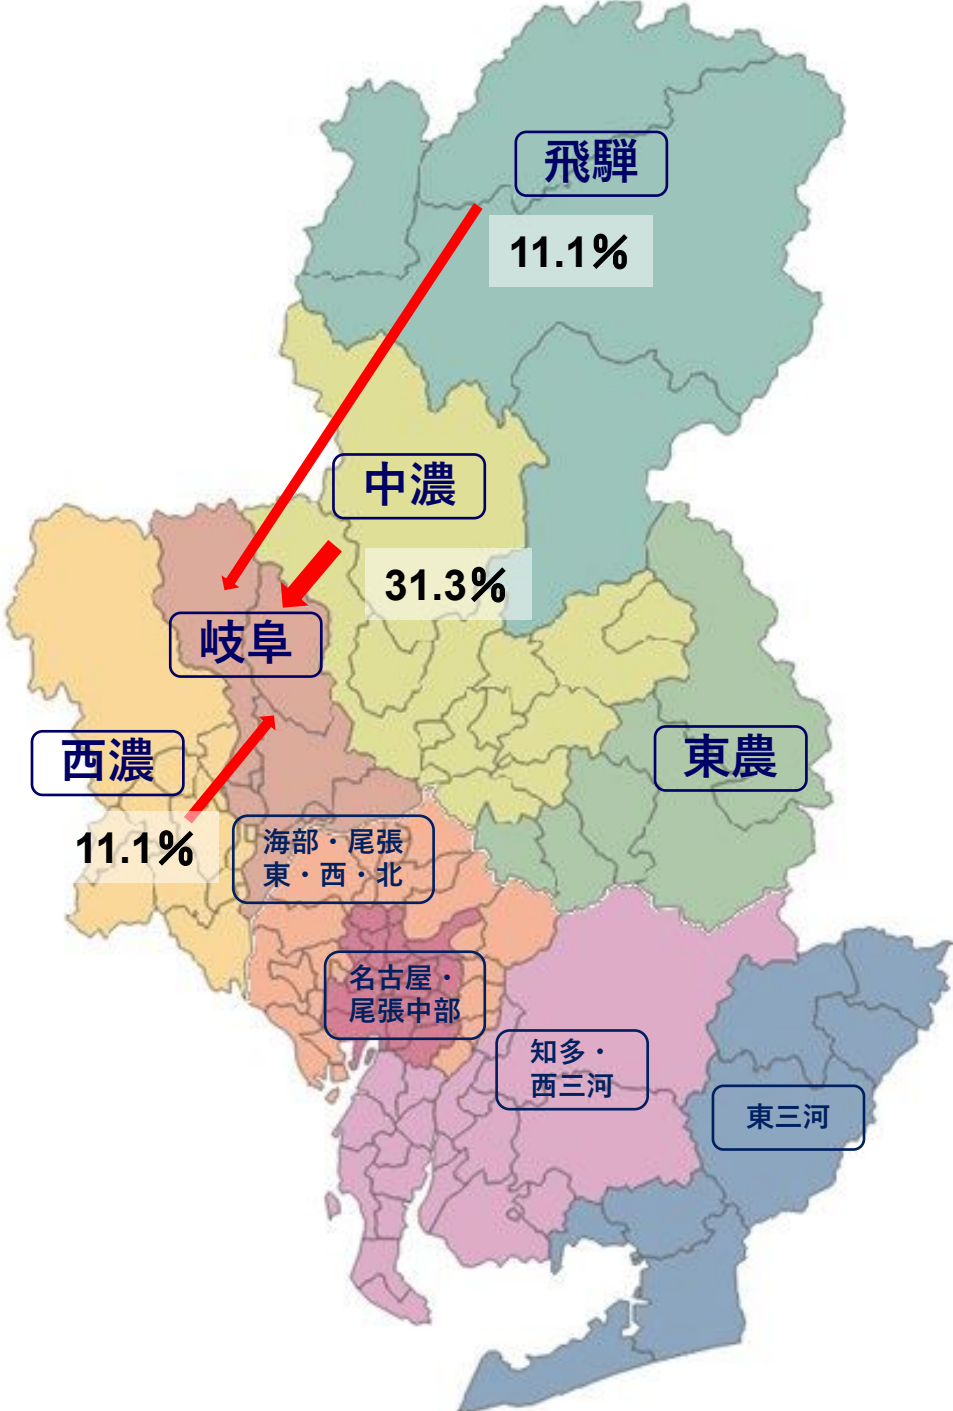 飛騨
11.1%
中濃
31.3%
岐阜
西濃
東農
11.1%
海部・尾張
東・西・北
名古屋・
尾張中部
知多・
西三河
東三河